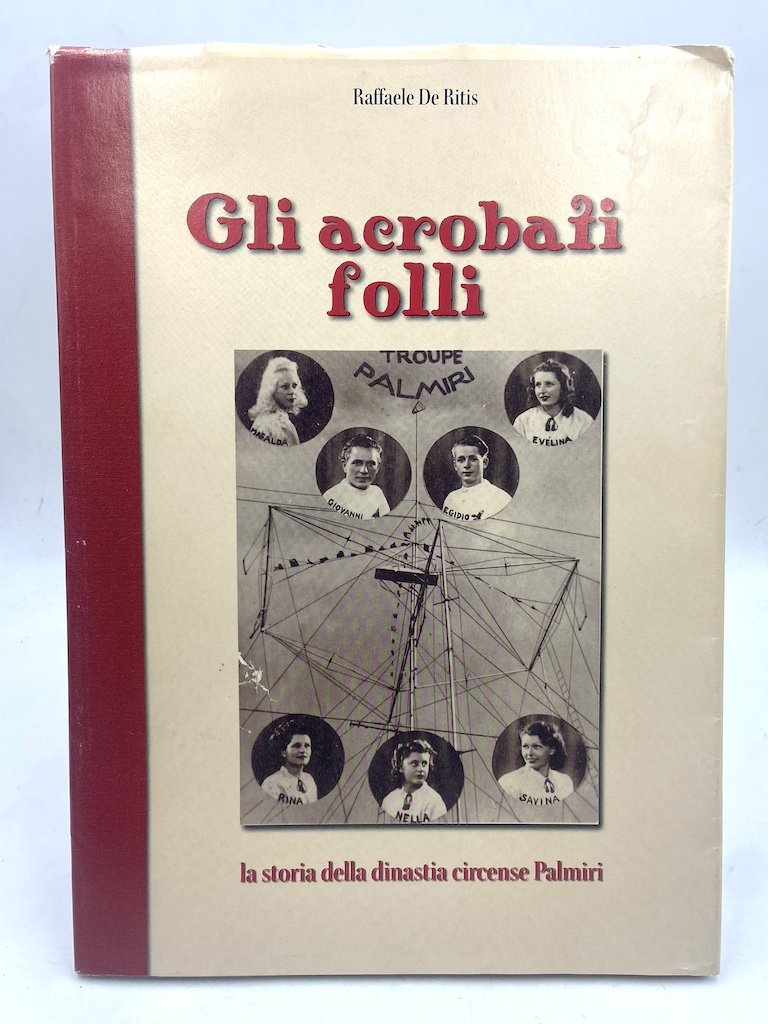 Raffaele De Ritis
Gli acrobati
folli
TROUPE
PALMIRI
MAFALDA
EVELINA
GIOVANNI
EGIDIO
RINA
NELLA
SAVINA
la storia della dinastia circense Palmiri